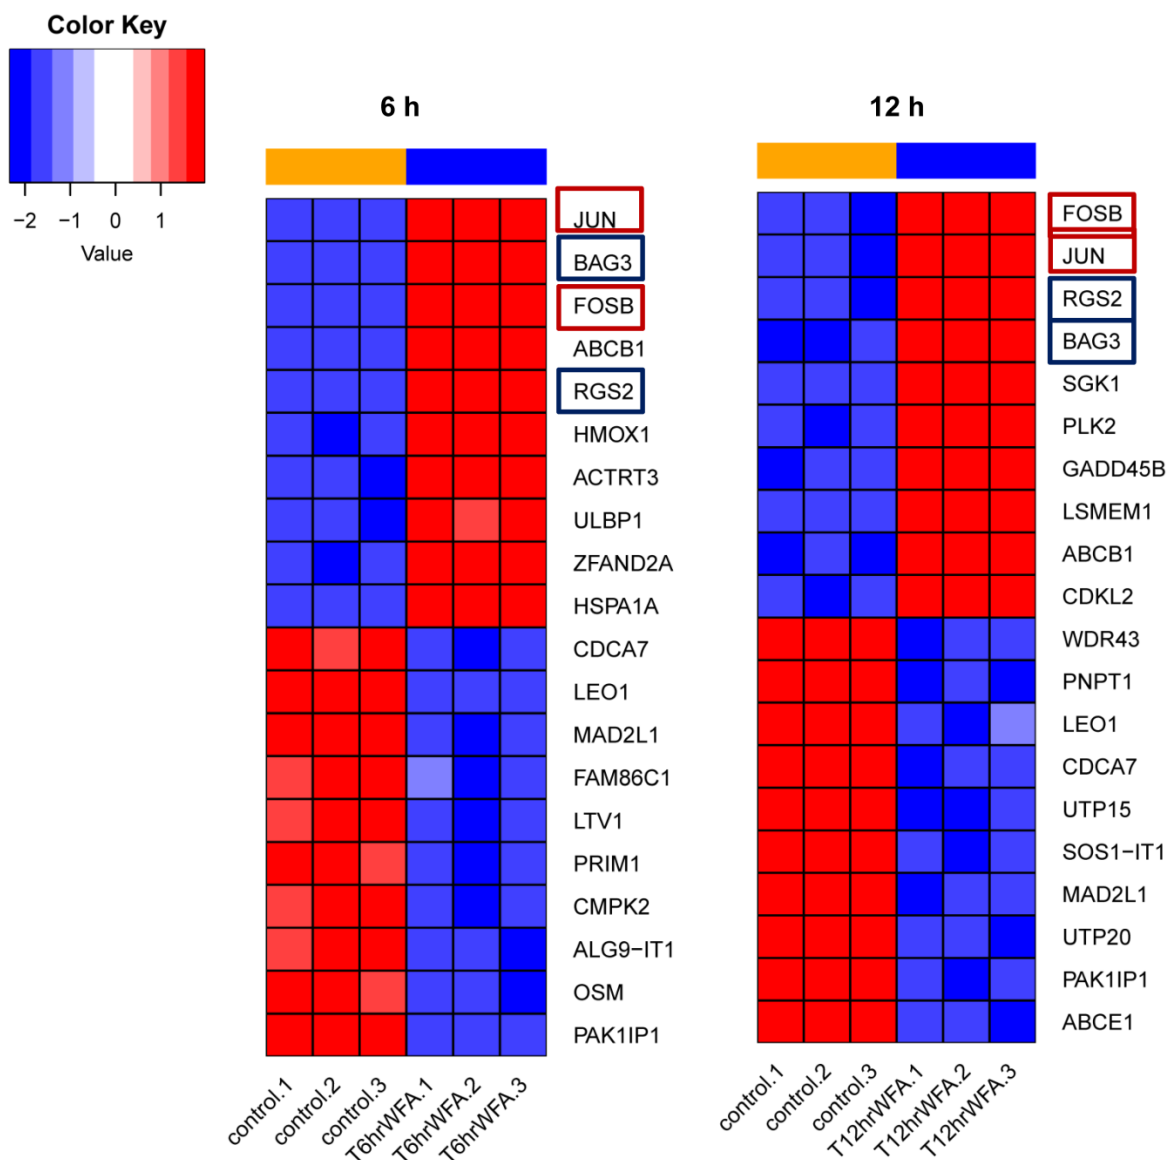 Color Key
−2 −1 0 1
Value
6 h
JUN
BAG3
FOSB
ABCB1
RGS2
HMOX1
ACTRT3
ULBP1
ZFAND2A
HSPA1A
CDCA7
LEO1
MAD2L1
FAM86C1
LTV1
PRIM1
CMPK2
ALG9−IT1
OSM
PAK1IP1
control.1
control.2
control.3
T6hrWFA.1
T6hrWFA.2
T6hrWFA.3
12 h
FOSB
JUN
RGS2
BAG3
SGK1
PLK2
GADD45B
LSMEM1
ABCB1
CDKL2
WDR43
PNPT1
LEO1
CDCA7
UTP15
SOS1−IT1
MAD2L1
UTP20
PAK1IP1
ABCE1
control.1
control.2
control.3
T12hrWFA.1
T12hrWFA.2
T12hrWFA.3